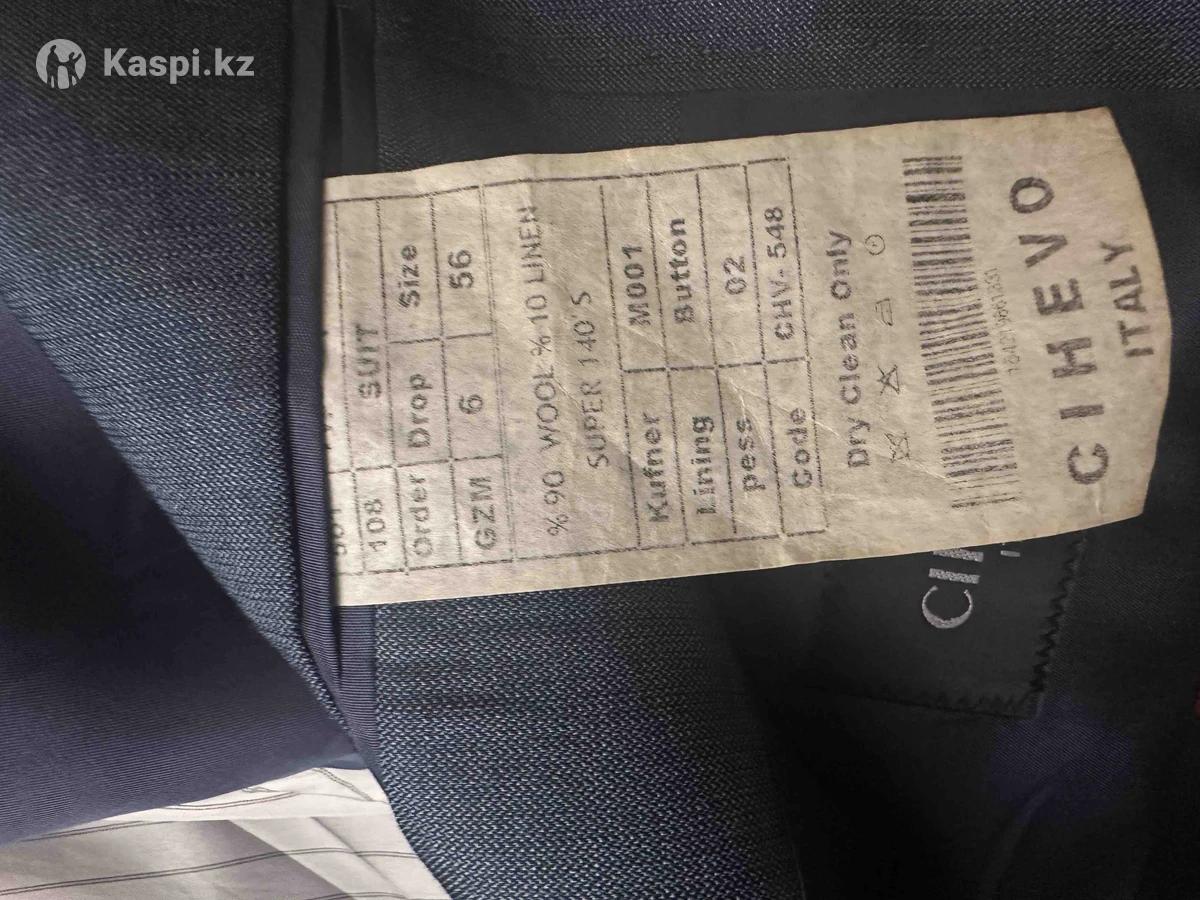 Kaspi.kz
108 SUIT
Order Drop Size
GZM 6 56
%90 WOOL %10 LINEN
SUPER 140'S
Kufner M001
Lining Button
pess 02
Code CHV- 548
Dry Clean Only
CIHEVO
ITALY
CI